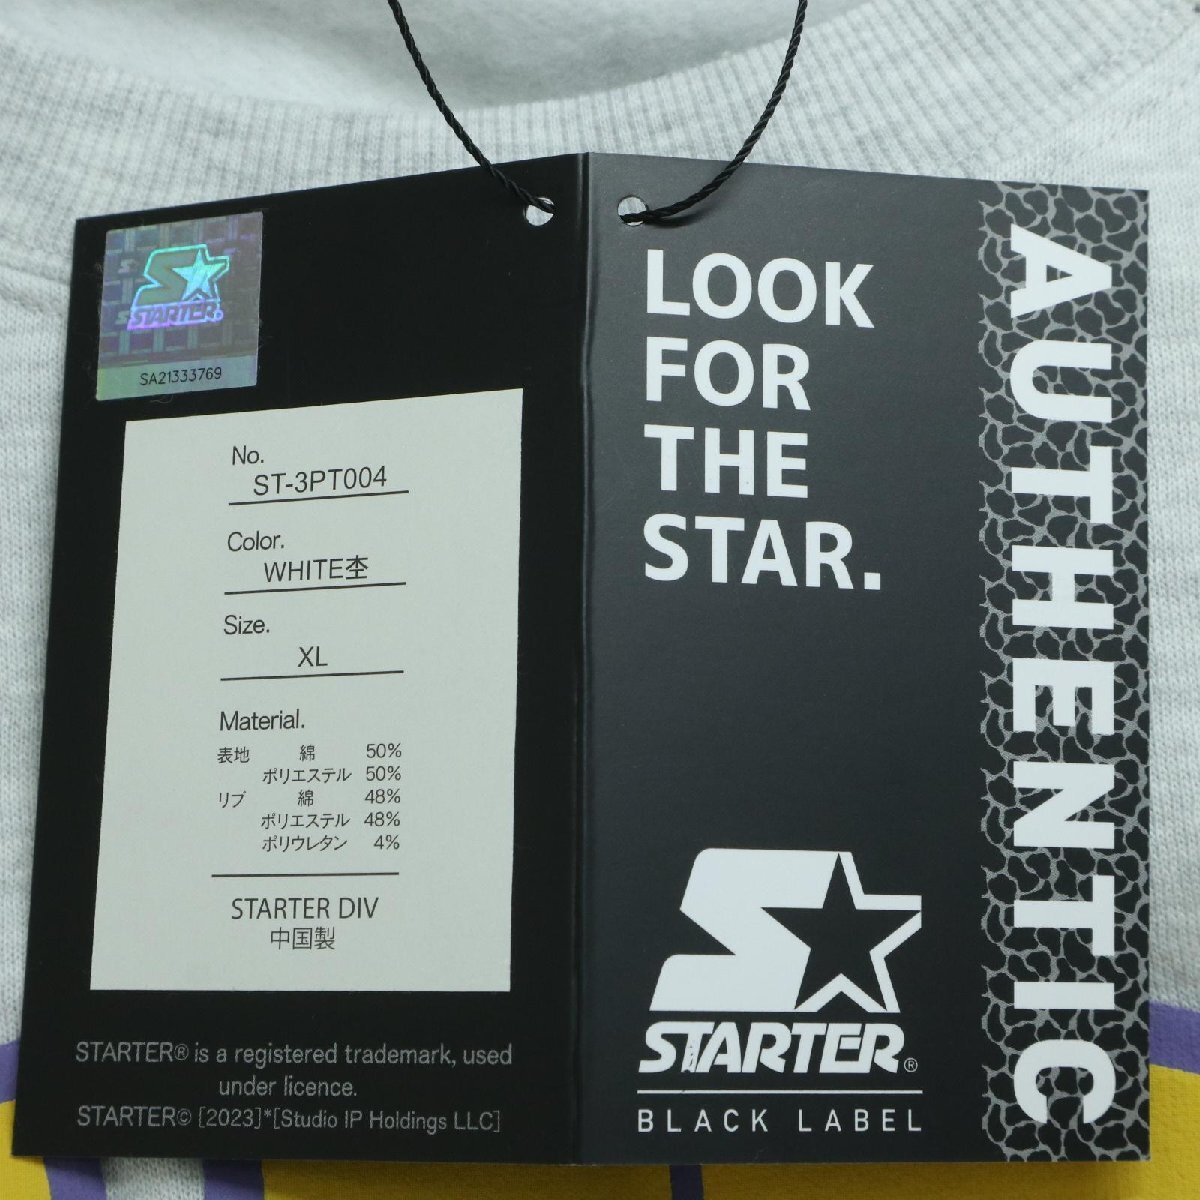 STARTER®
SA21333769
No.
ST-3PT004
Color.
WHITE杢
Size.
XL
Material.
表地 綿 50%
ポリエステル 50%
リブ 綿 48%
ポリエステル 48%
ポリウレタン 4%
STARTER DIV
中国製
STARTER® is a registered trademark, used
under licence.
STARTER© [2023]*[Studio IP Holdings LLC]
LOOK
FOR
THE
STAR.
STARTER®
BLACK LABEL
AUTHENTIC